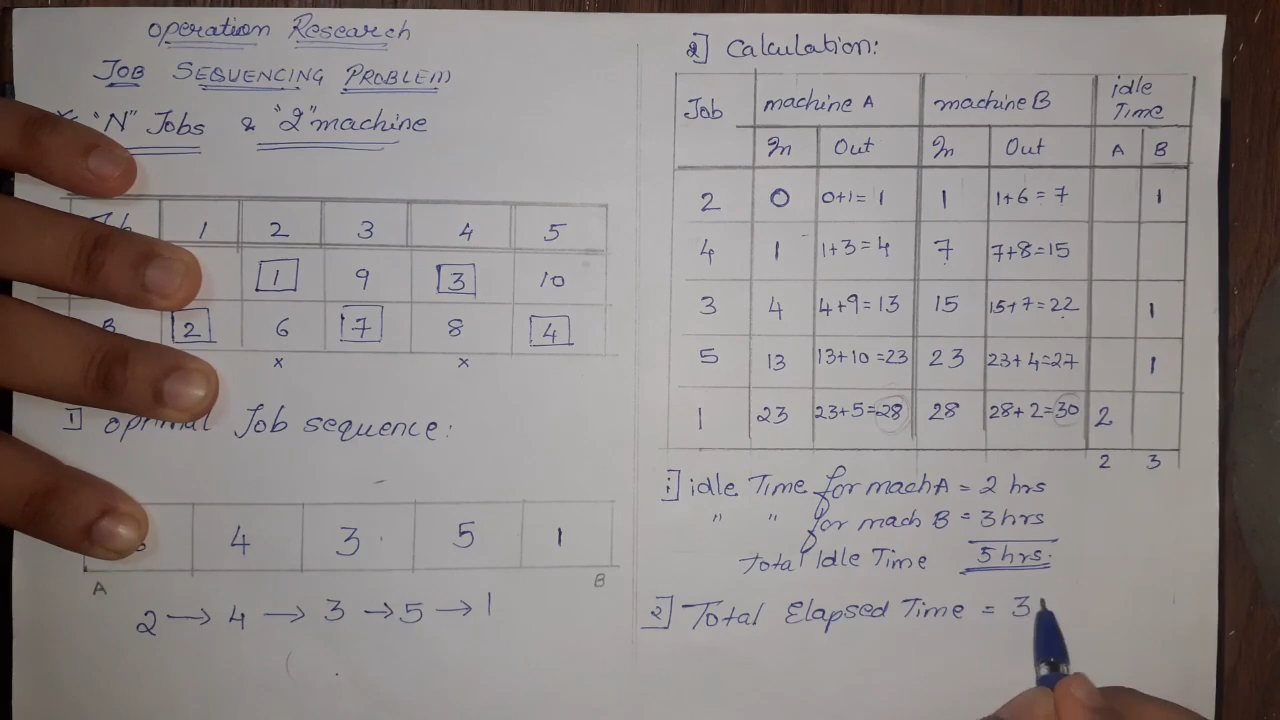 Operation Research
JOB SEQUENCING PROBLEM
"N" Jobs & "2" machine
1 2 3 4 5
1 9 3 10
B 2 6 7 8 4
x x
1] Optimal Job sequence:
4 3 5 1
A B
2 → 4 → 3 → 5 → 1
2] Calculation:
Job machine A machine B idle Time
In Out In Out A B
2 0 0+1=1 1 1+6=7 1
4 1 1+3=4 7 7+8=15
3 4 4+9=13 15 15+7=22 1
5 13 13+10=23 23 23+4=27 1
1 23 23+5=28 28 28+2=30 2
2 3
1] idle Time for mach A = 2 hrs
" " for mach B = 3hrs
Total Idle Time 5 hrs.
2] Total Elapsed Time = 3